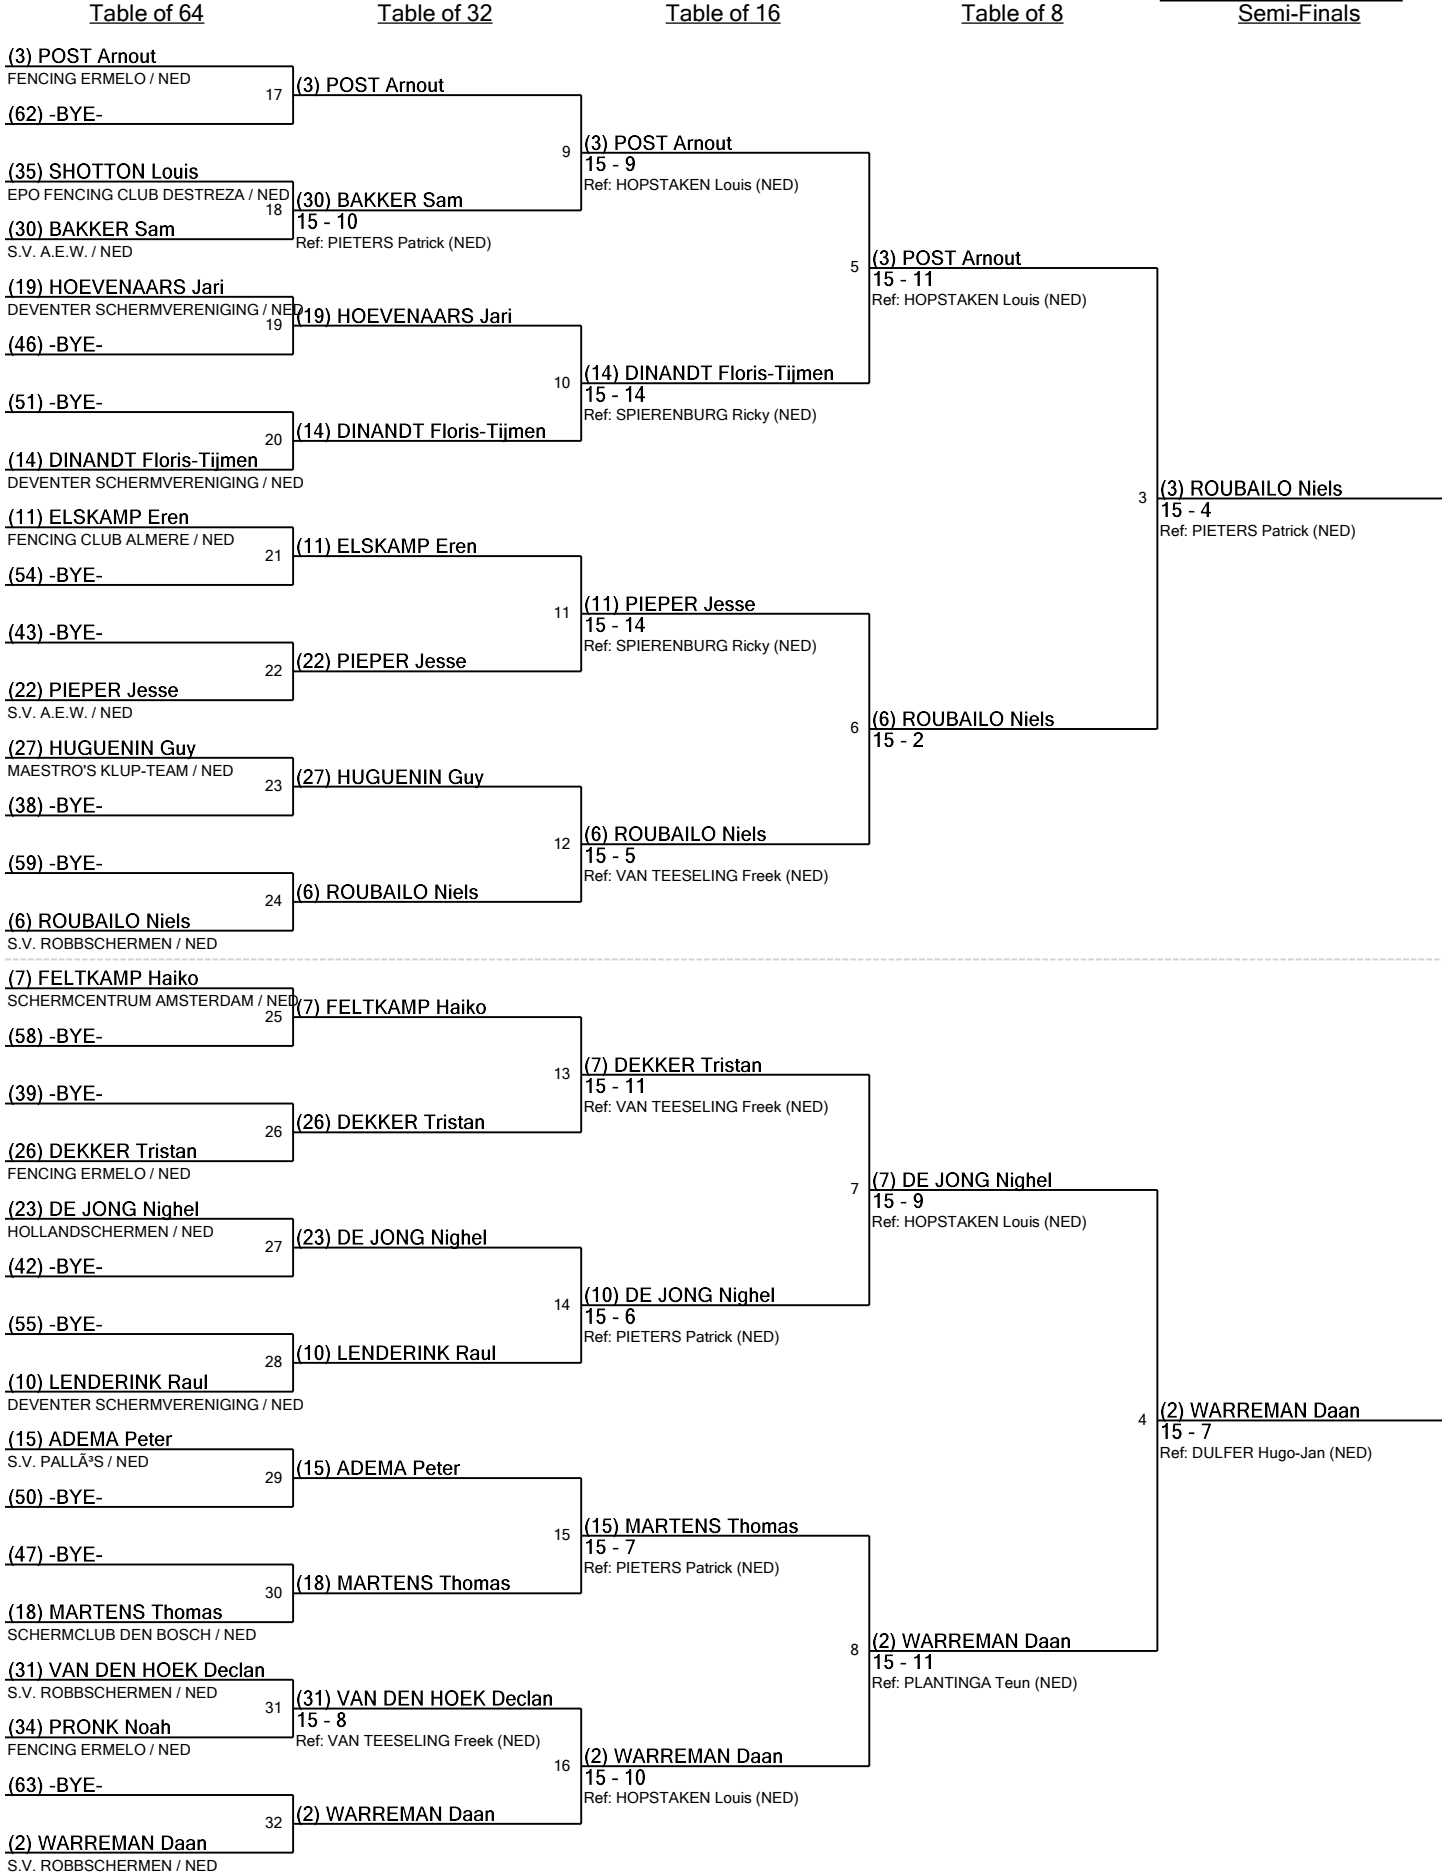 Table of 64
Table of 32
Table of 16
Table of 8
Semi-Finals
(3) POST Arnout
FENCING ERMELO / NED
17
(62) -BYE-
(35) SHOTTON Louis
EPO FENCING CLUB DESTREZA / NED
18
(30) BAKKER Sam
S.V. A.E.W. / NED
(19) HOEVENAARS Jari
DEVENTER SCHERMVERENIGING / NED
19
(46) -BYE-
(51) -BYE-
20
(14) DINANDT Floris-Tijmen
DEVENTER SCHERMVERENIGING / NED
(11) ELSKAMP Eren
FENCING CLUB ALMERE / NED
21
(54) -BYE-
(43) -BYE-
22
(22) PIEPER Jesse
S.V. A.E.W. / NED
(27) HUGUENIN Guy
MAESTRO'S KLUP-TEAM / NED
23
(38) -BYE-
(59) -BYE-
24
(6) ROUBAILO Niels
S.V. ROBBSCHERMEN / NED
(7) FELTKAMP Haiko
SCHERMCENTRUM AMSTERDAM / NED
25
(58) -BYE-
(39) -BYE-
26
(26) DEKKER Tristan
FENCING ERMELO / NED
(23) DE JONG Nighel
HOLLANDSCHERMEN / NED
27
(42) -BYE-
(55) -BYE-
28
(10) LENDERINK Raul
DEVENTER SCHERMVERENIGING / NED
(15) ADEMA Peter
S.V. PALLÃ³S / NED
29
(50) -BYE-
(47) -BYE-
30
(18) MARTENS Thomas
SCHERMCLUB DEN BOSCH / NED
(31) VAN DEN HOEK Declan
S.V. ROBBSCHERMEN / NED
31
(34) PRONK Noah
FENCING ERMELO / NED
(63) -BYE-
32
(2) WARREMAN Daan
S.V. ROBBSCHERMEN / NED
(3) POST Arnout
9
(30) BAKKER Sam
15 - 10
Ref: PIETERS Patrick (NED)
(19) HOEVENAARS Jari
10
(14) DINANDT Floris-Tijmen
(11) ELSKAMP Eren
11
(22) PIEPER Jesse
(27) HUGUENIN Guy
12
(6) ROUBAILO Niels
(7) FELTKAMP Haiko
13
(26) DEKKER Tristan
(23) DE JONG Nighel
14
(10) LENDERINK Raul
(15) ADEMA Peter
15
(18) MARTENS Thomas
(31) VAN DEN HOEK Declan
15 - 8
Ref: VAN TEESELING Freek (NED)
16
(2) WARREMAN Daan
(3) POST Arnout
15 - 9
Ref: HOPSTAKEN Louis (NED)
5
(14) DINANDT Floris-Tijmen
15 - 14
Ref: SPIERENBURG Ricky (NED)
(11) PIEPER Jesse
15 - 14
Ref: SPIERENBURG Ricky (NED)
6
(6) ROUBAILO Niels
15 - 5
Ref: VAN TEESELING Freek (NED)
(7) DEKKER Tristan
15 - 11
Ref: VAN TEESELING Freek (NED)
7
(10) DE JONG Nighel
15 - 6
Ref: PIETERS Patrick (NED)
(15) MARTENS Thomas
15 - 7
Ref: PIETERS Patrick (NED)
8
(2) WARREMAN Daan
15 - 10
Ref: HOPSTAKEN Louis (NED)
(3) POST Arnout
15 - 11
Ref: HOPSTAKEN Louis (NED)
3
(6) ROUBAILO Niels
15 - 2
(7) DE JONG Nighel
15 - 9
Ref: HOPSTAKEN Louis (NED)
4
(2) WARREMAN Daan
15 - 11
Ref: PLANTINGA Teun (NED)
(3) ROUBAILO Niels
15 - 4
Ref: PIETERS Patrick (NED)
(2) WARREMAN Daan
15 - 7
Ref: DULFER Hugo-Jan (NED)